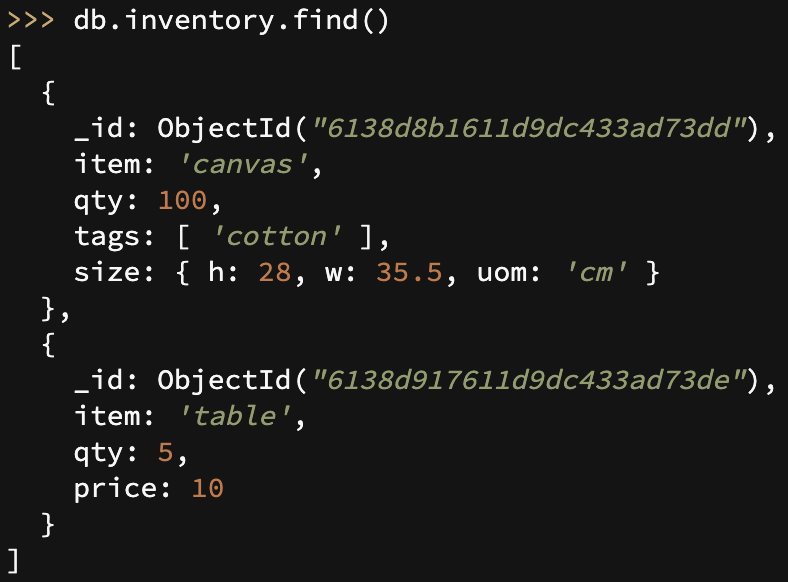 >>> db.inventory.find()
[
  {
    _id: ObjectId("6138d8b1611d9dc433ad73dd"),
    item: 'canvas',
    qty: 100,
    tags: [ 'cotton' ],
    size: { h: 28, w: 35.5, uom: 'cm' }
  },
  {
    _id: ObjectId("6138d917611d9dc433ad73de"),
    item: 'table',
    qty: 5,
    price: 10
  }
]